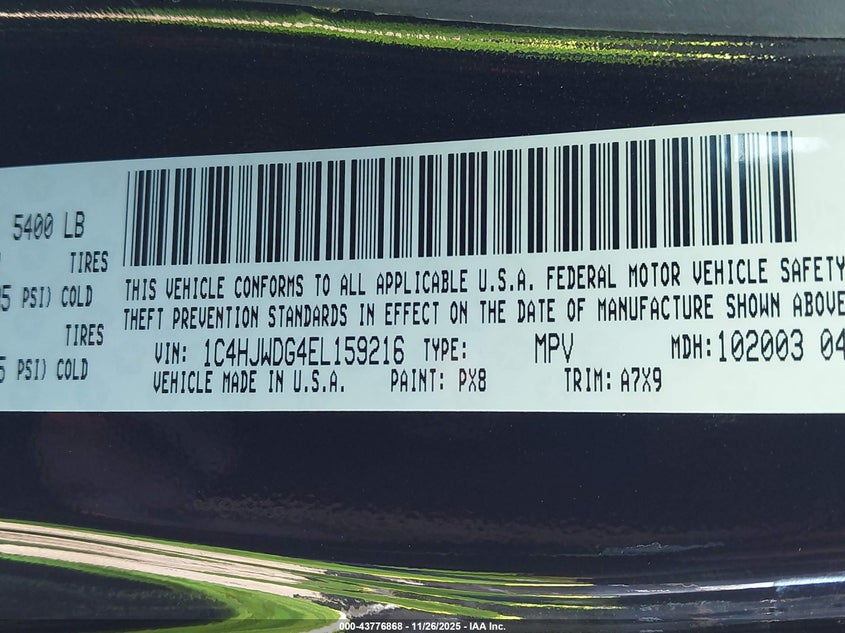 5400 LB
TIRES
PSI) COLD
TIRES
PSI) COLD
THIS VEHICLE CONFORMS TO ALL APPLICABLE U.S.A. FEDERAL MOTOR VEHICLE SAFETY
THEFT PREVENTION STANDARDS IN EFFECT ON THE DATE OF MANUFACTURE SHOWN ABOVE
VIN: 1C4HJWDG4EL159216 TYPE: MPV MDH:102003 04
VEHICLE MADE IN U.S.A. PAINT: PX8 TRIM: A7X9
000-43776868 - 11/26/2025 - IAA Inc.